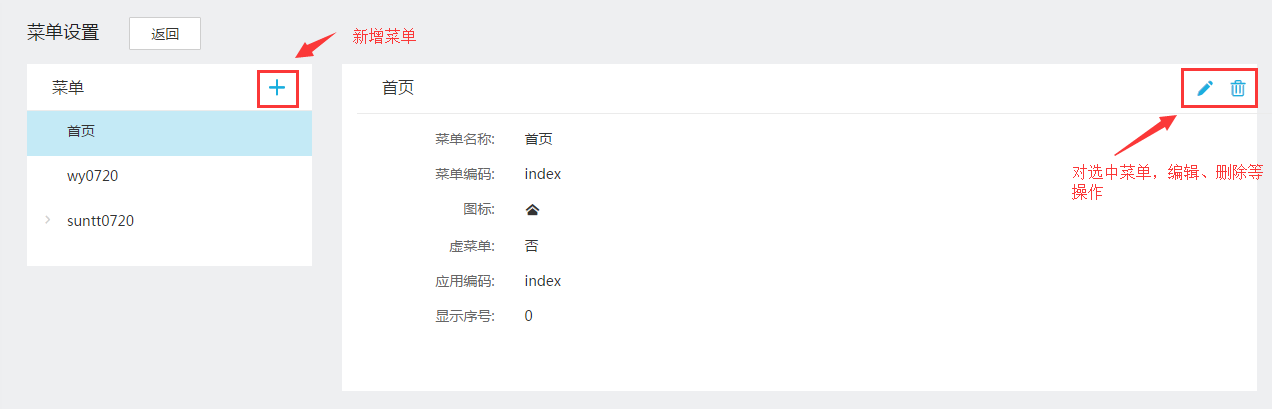 菜单设置
返回
新增菜单
菜单
首页
wy0720
suntt0720
首页
菜单名称: 首页
菜单编码: index
图标:
虚菜单: 否
应用编码: index
显示序号: 0
对选中菜单，编辑、删除等
操作